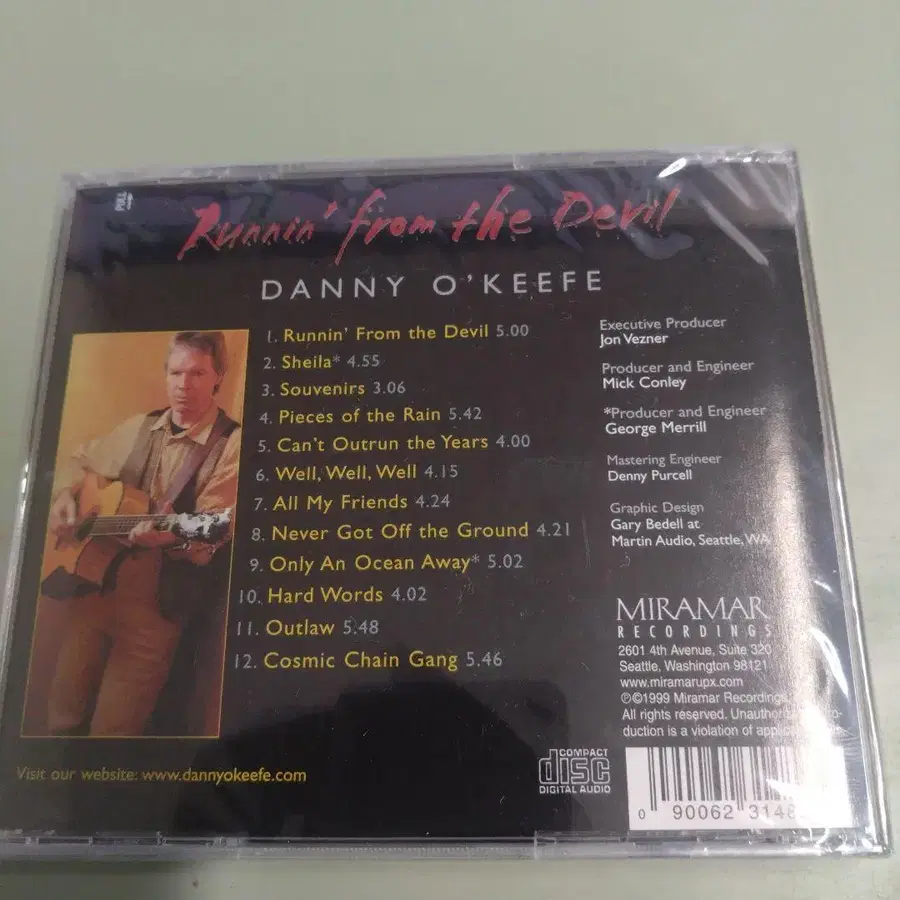 PULL
Runnin' from the Devil
DANNY O'KEEFE
1. Runnin' From the Devil 5.00
2. Sheila* 4.55
3. Souvenirs 3.06
4. Pieces of the Rain 5.42
5. Can't Outrun the Years 4.00
6. Well, Well, Well 4.15
7. All My Friends 4.24
8. Never Got Off the Ground 4.21
9. Only An Ocean Away* 5.02
10. Hard Words 4.02
11. Outlaw 5.48
12. Cosmic Chain Gang 5.46
Executive Producer
Jon Vezner
Producer and Engineer
Mick Conley
*Producer and Engineer
George Merrill
Mastering Engineer
Denny Purcell
Graphic Design
Gary Bedell at
Martin Audio, Seattle, WA
MIRAMAR
RECORDINGS
2601 4th Avenue, Suite 320
Seattle, Washington 98121
www.miramarupx.com
℗©1999 Miramar Recordings.
All rights reserved.
duction is a violation of
Visit our website: www.dannyokeefe.com
COMPACT
disc
DIGITAL AUDIO
0 90062 314